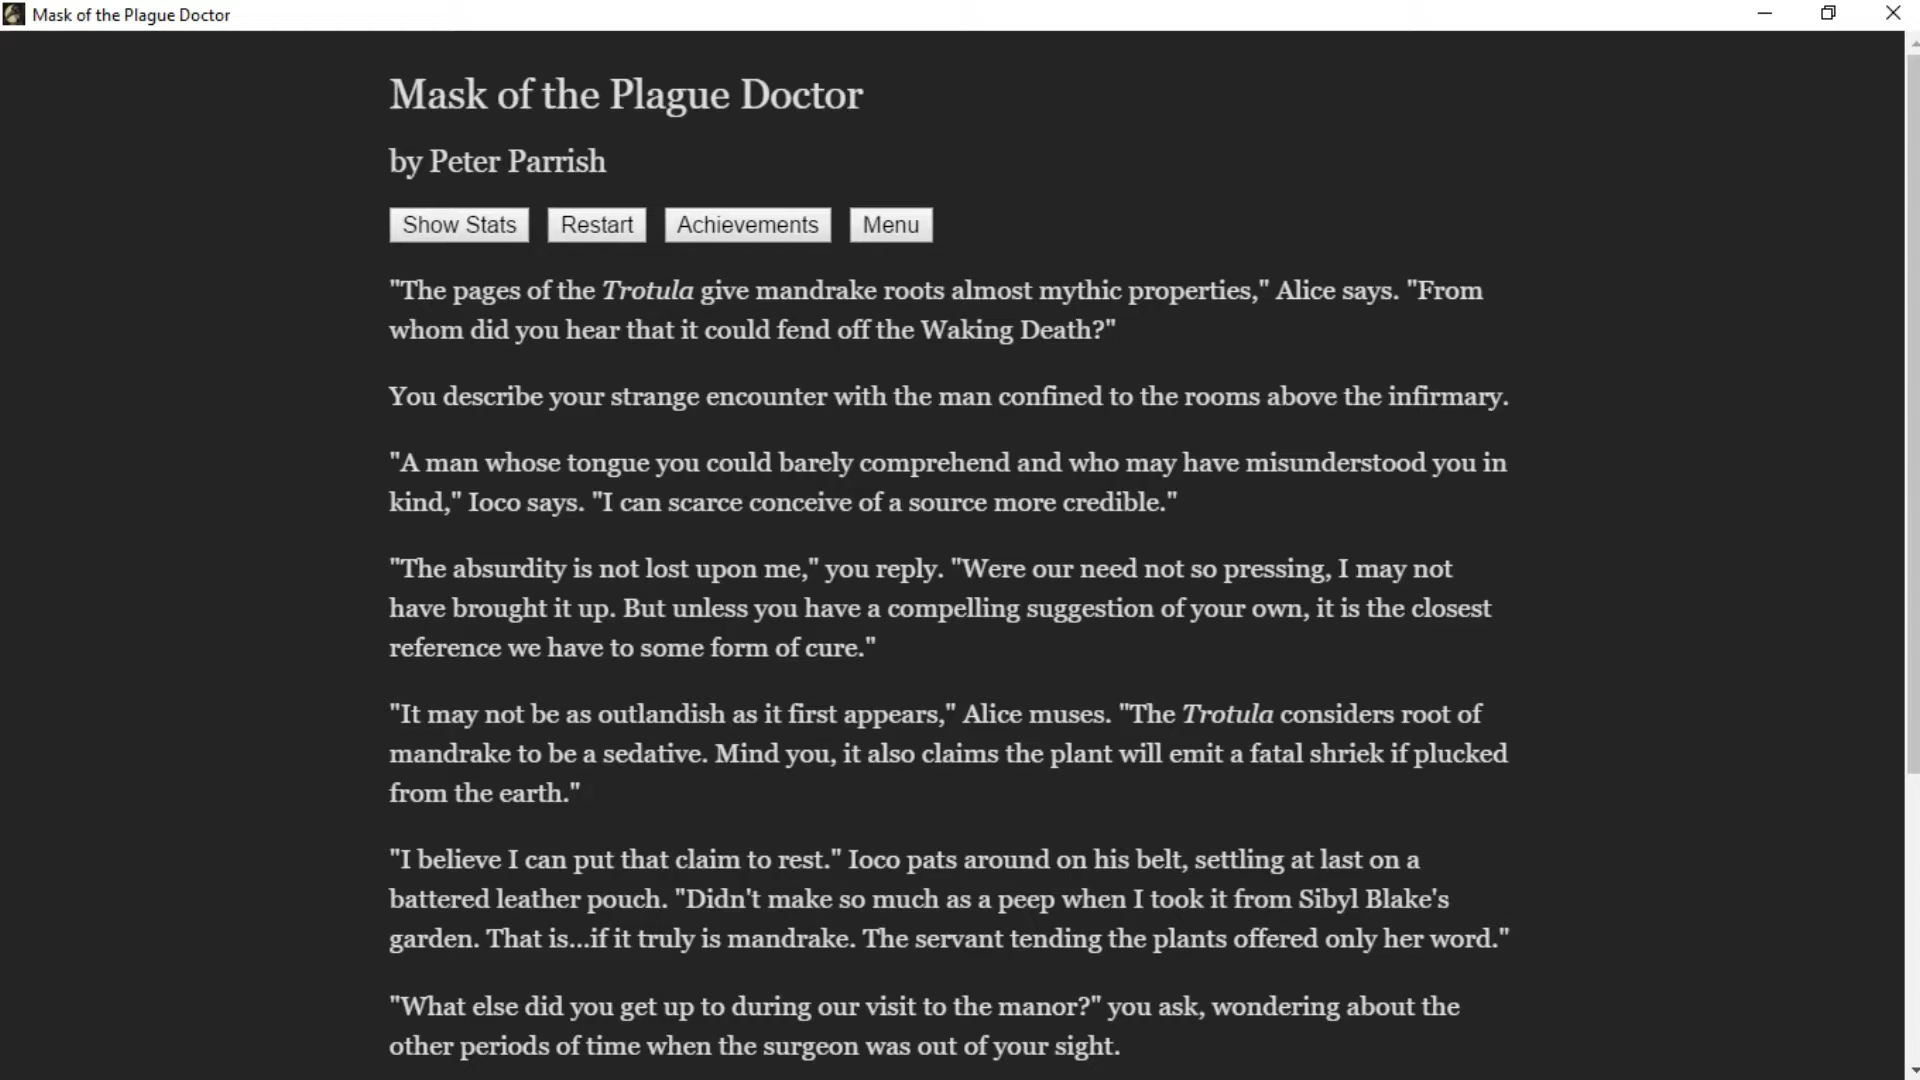 Mask of the Plague Doctor
Mask of the Plague Doctor
by Peter Parrish
Show Stats Restart Achievements Menu
"The pages of the Trotula give mandrake roots almost mythic properties," Alice says. "From
whom did you hear that it could fend off the Waking Death?"
You describe your strange encounter with the man confined to the rooms above the infirmary.
"A man whose tongue you could barely comprehend and who may have misunderstood you in
kind," Ioco says. "I can scarce conceive of a source more credible."
"The absurdity is not lost upon me," you reply. "Were our need not so pressing, I may not
have brought it up. But unless you have a compelling suggestion of your own, it is the closest
reference we have to some form of cure."
"It may not be as outlandish as it first appears," Alice muses. "The Trotula considers root of
mandrake to be a sedative. Mind you, it also claims the plant will emit a fatal shriek if plucked
from the earth."
"I believe I can put that claim to rest." Ioco pats around on his belt, settling at last on a
battered leather pouch. "Didn't make so much as a peep when I took it from Sibyl Blake's
garden. That is...if it truly is mandrake. The servant tending the plants offered only her word."
"What else did you get up to during our visit to the manor?" you ask, wondering about the
other periods of time when the surgeon was out of your sight.